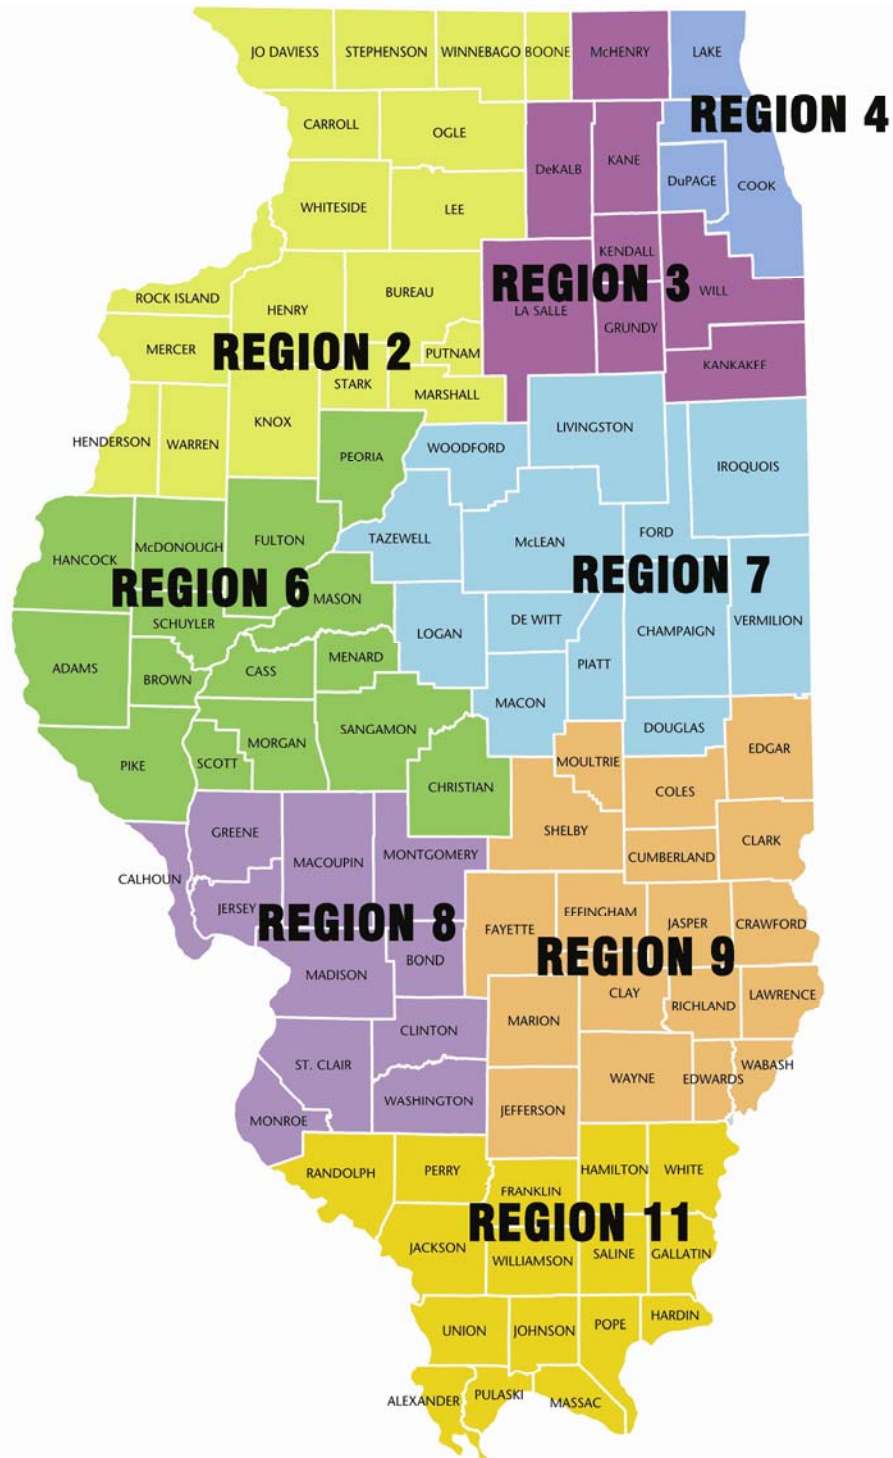 JO DAVIESS
STEPHENSON
WINNEBAGO
BOONE
McHENRY
LAKE
REGION 4
CARROLL
OGLE
DeKALB
KANE
DuPAGE
COOK
WHITESIDE
LEE
KENDALL
REGION 3
WILL
LA SALLE
GRUNDY
KANKAKEE
ROCK ISLAND
HENRY
BUREAU
MERCER
REGION 2
PUTNAM
STARK
MARSHALL
HENDERSON
WARREN
KNOX
PEORIA
WOODFORD
LIVINGSTON
IROQUOIS
HANCOCK
McDONOUGH
FULTON
TAZEWELL
McLEAN
FORD
REGION 6
MASON
REGION 7
SCHUYLER
LOGAN
DE WITT
CHAMPAIGN
VERMILION
ADAMS
BROWN
CASS
MENARD
PIATT
MACON
PIKE
SCOTT
MORGAN
SANGAMON
DOUGLAS
EDGAR
CHRISTIAN
MOULTRIE
COLES
SHELBY
CUMBERLAND
CLARK
GREENE
MACOUPIN
MONTGOMERY
CALHOUN
JERSEY
REGION 8
FAYETTE
EFFINGHAM
JASPER
CRAWFORD
MADISON
BOND
REGION 9
CLAY
RICHLAND
LAWRENCE
MARION
CLINTON
ST. CLAIR
WAYNE
EDWARDS
WABASH
MONROE
WASHINGTON
JEFFERSON
RANDOLPH
PERRY
FRANKLIN
HAMILTON
WHITE
REGION 11
JACKSON
WILLIAMSON
SALINE
GALLATIN
UNION
JOHNSON
POPE
HARDIN
ALEXANDER
PULASKI
MASSAC